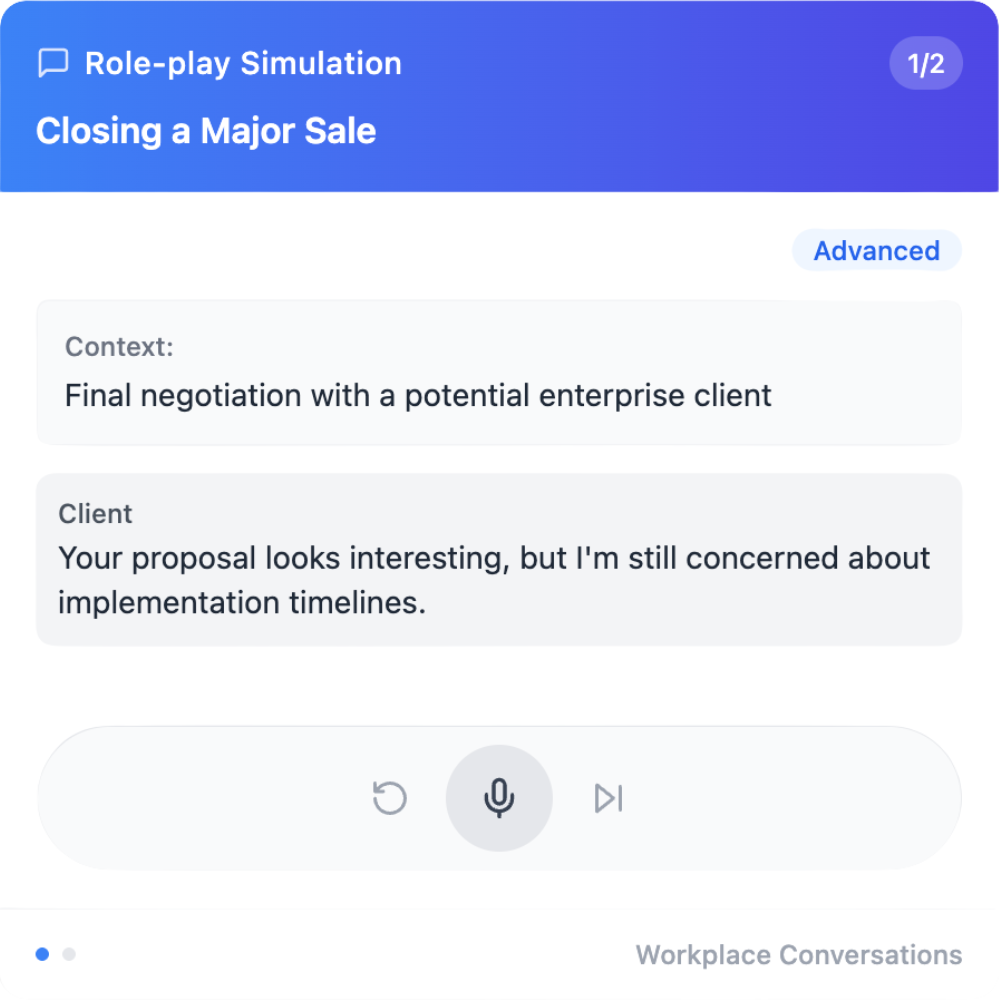 Role-play Simulation
1/2
Closing a Major Sale
Advanced
Context:
Final negotiation with a potential enterprise client
Client
Your proposal looks interesting, but I'm still concerned about
implementation timelines.
Workplace Conversations